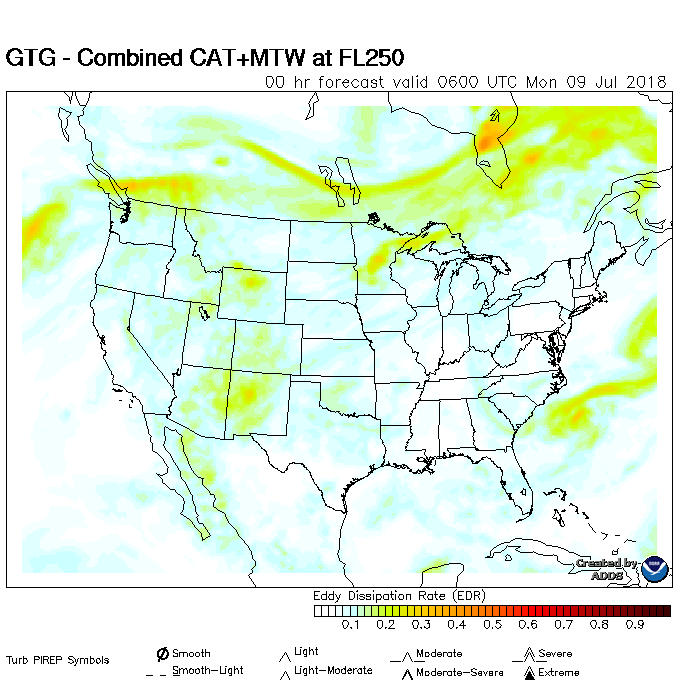 GTG - Combined CAT+MTW at FL250
00 hr forecast valid 0600 UTC Mon 09 Jul 2018
Created by
ADDS
Eddy Dissipation Rate (EDR)
0.1 0.2 0.3 0.4 0.5 0.6 0.7 0.8 0.9
Turb PIREP Symbols
Smooth Light Moderate Severe
Smooth-Light Light-Moderate Moderate-Severe Extreme